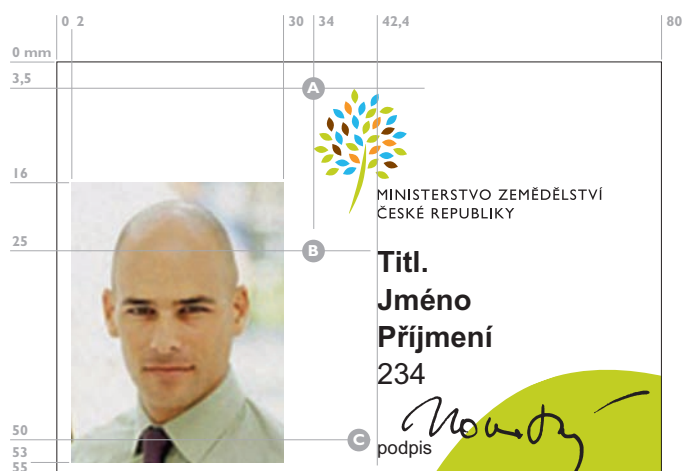 0 2 30 34 42,4 80
0 mm
3,5
A
16
MINISTERSTVO ZEMĚDĚLSTVÍ
ČESKÉ REPUBLIKY
25
B
Titl.
Jméno
Příjmení
234
50
C
podpis
53
55